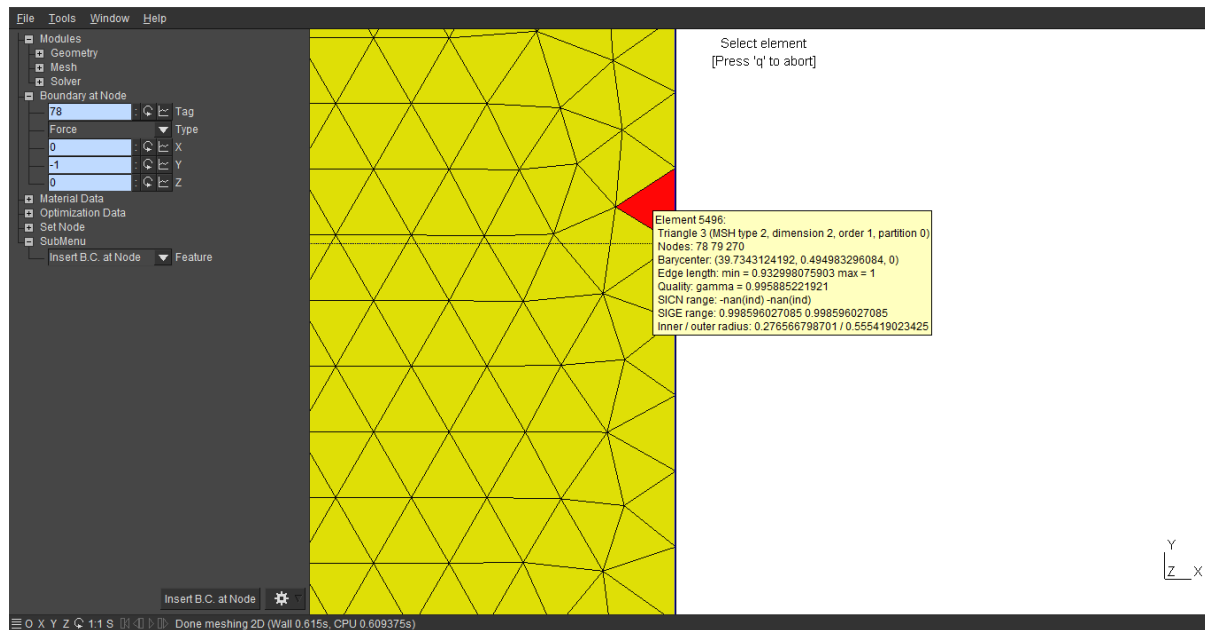 File Tools Window Help
Modules
Geometry
Mesh
Solver
Boundary at Node
78 : Tag
Force Type
0 : X
-1 : Y
0 : Z
Material Data
Optimization Data
Set Node
SubMenu
Insert B.C. at Node Feature
Select element
[Press 'q' to abort]
Element 5496:
Triangle 3 (MSH type 2, dimension 2, order 1, partition 0)
Nodes: 78 79 270
Barycenter: (39.7343124192, 0.494983296084, 0)
Edge length: min = 0.932998075903 max = 1
Quality: gamma = 0.995885221921
SICN range: -nan(ind) -nan(ind)
SIGE range: 0.998596027085 0.998596027085
Inner / outer radius: 0.276566798701 / 0.555419023425
Y
Z X
Insert B.C. at Node
O X Y Z 1:1 S Done meshing 2D (Wall 0.615s, CPU 0.609375s)